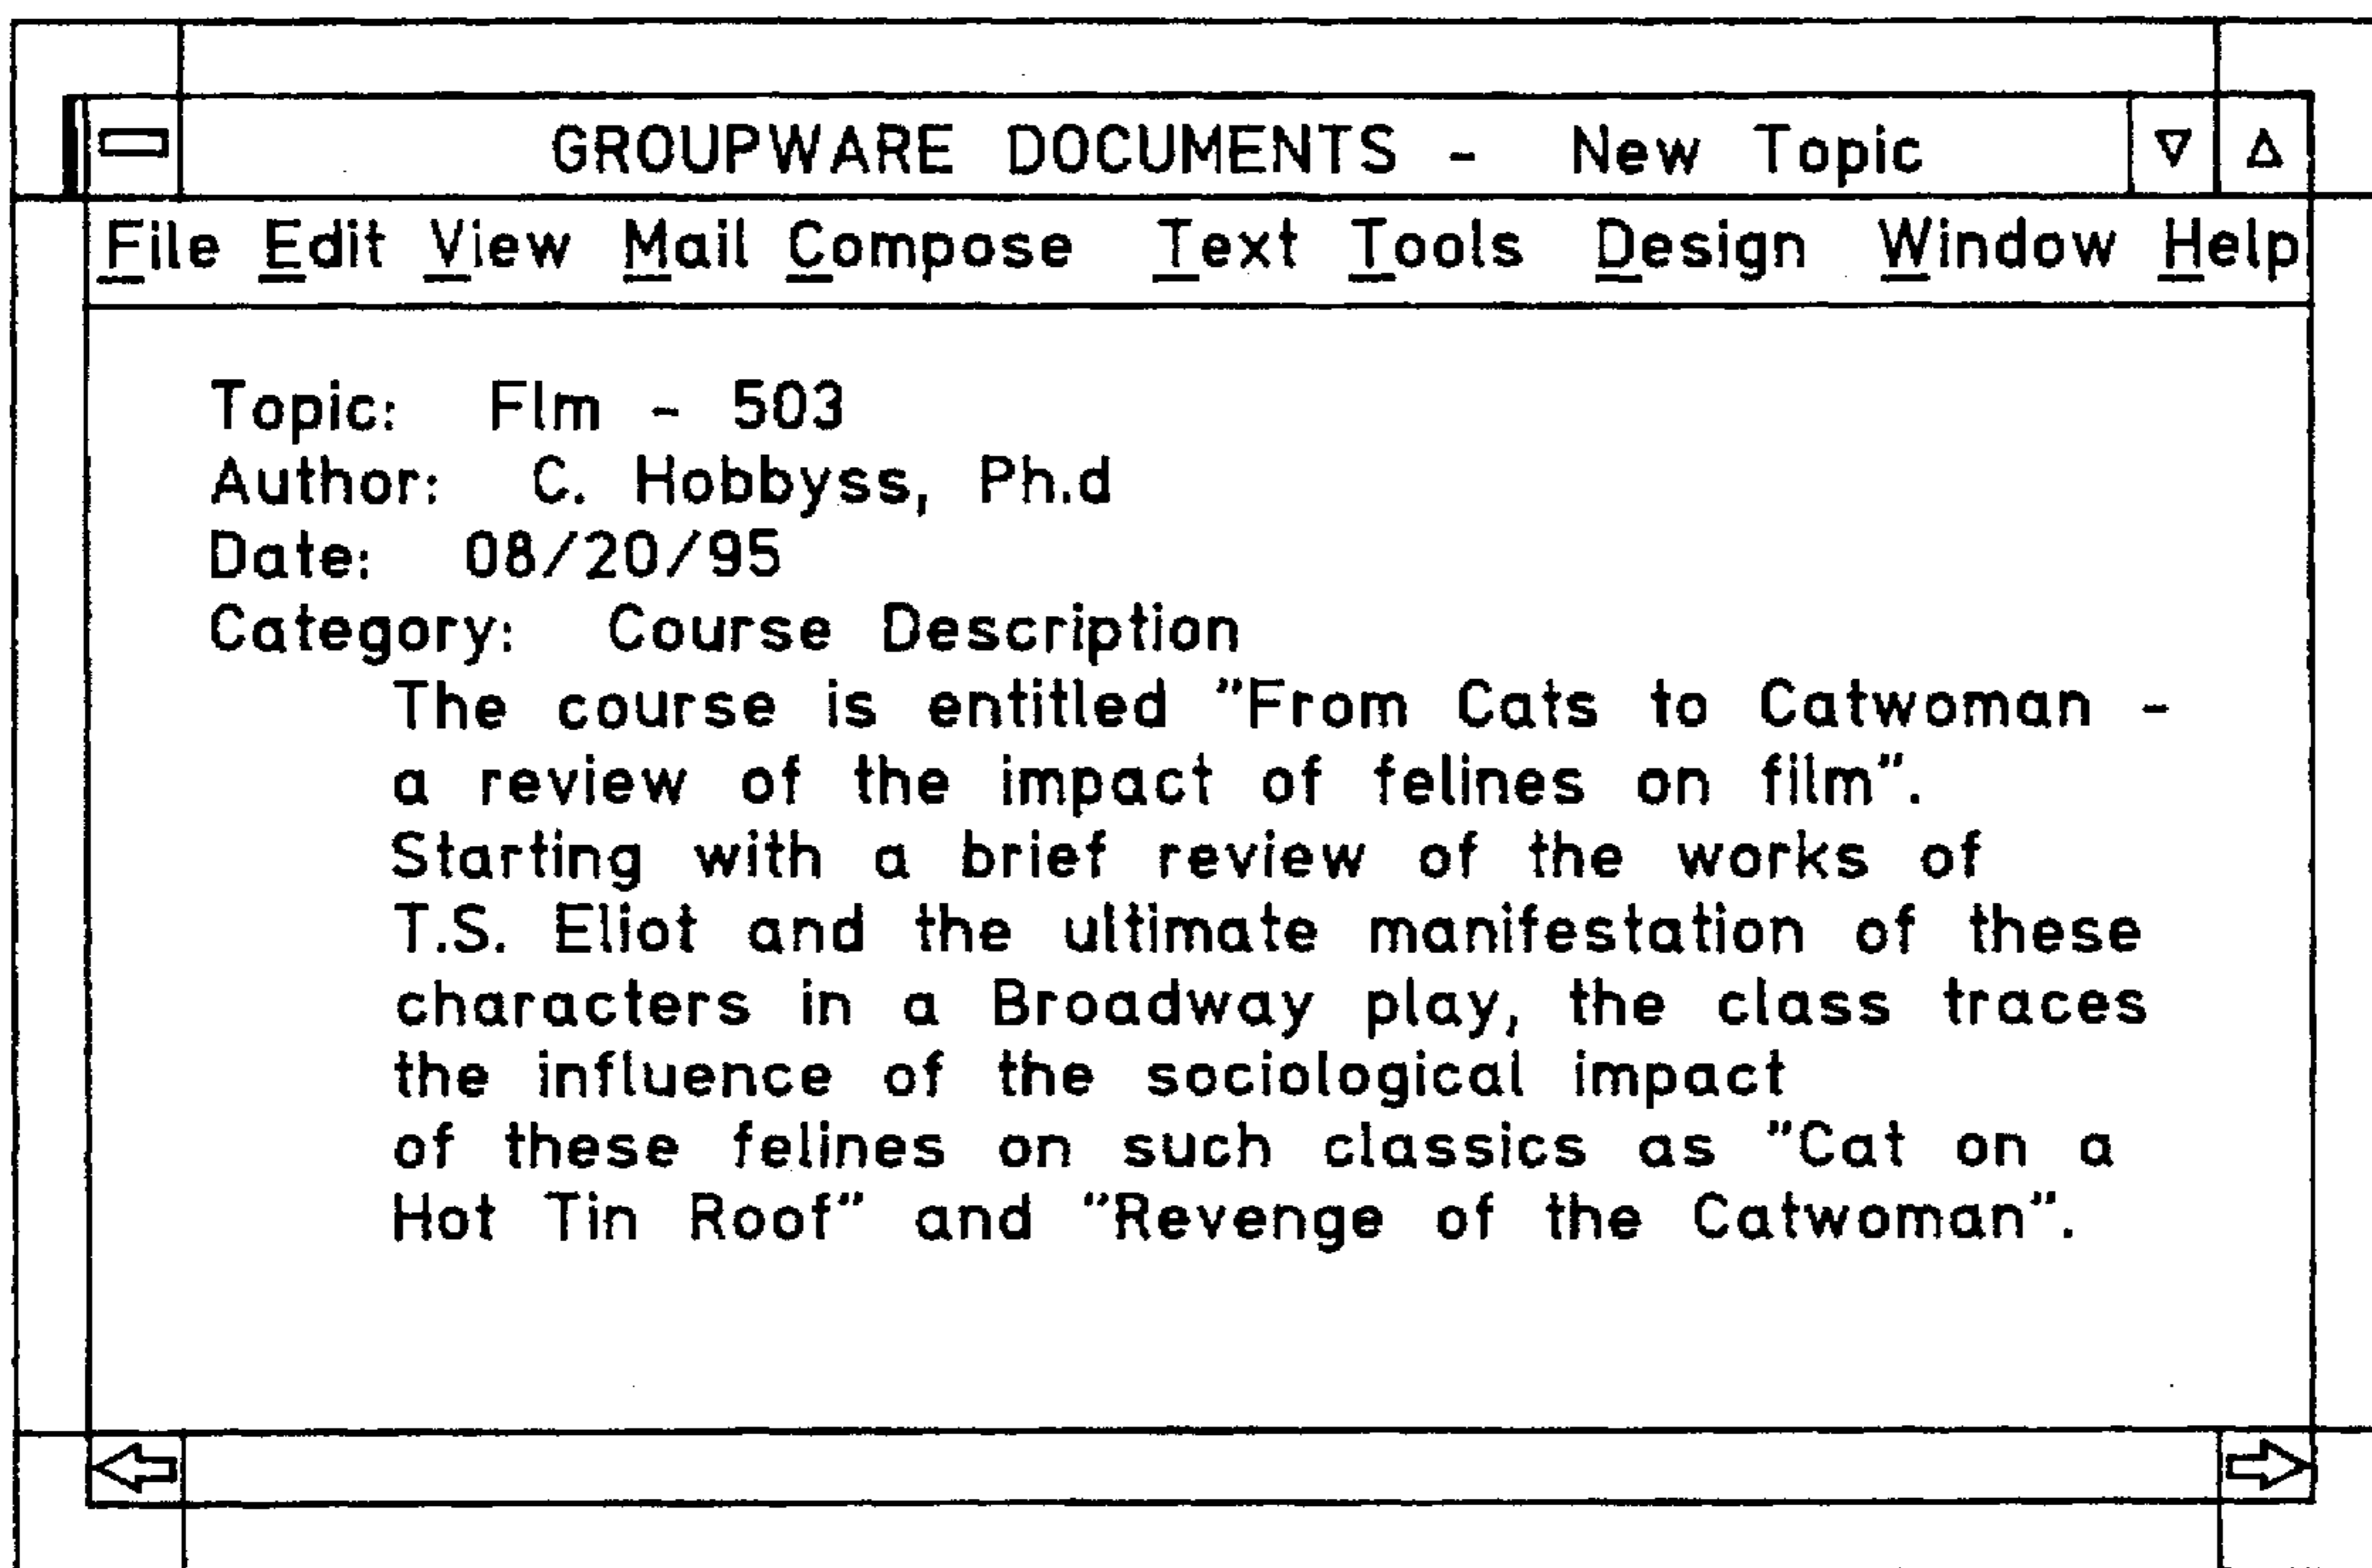 GROUPWARE DOCUMENTS - New Topic
File Edit View Mail Compose Text Tools Design Window Help
Topic: Flm - 503
Author: C. Hobbyss, Ph.d
Date: 08/20/95
Category: Course Description
The course is entitled "From Cats to Catwoman -
a review of the impact of felines on film".
Starting with a brief review of the works of
T.S. Eliot and the ultimate manifestation of these
characters in a Broadway play, the class traces
the influence of the sociological impact
of these felines on such classics as "Cat on a
Hot Tin Roof" and "Revenge of the Catwoman".